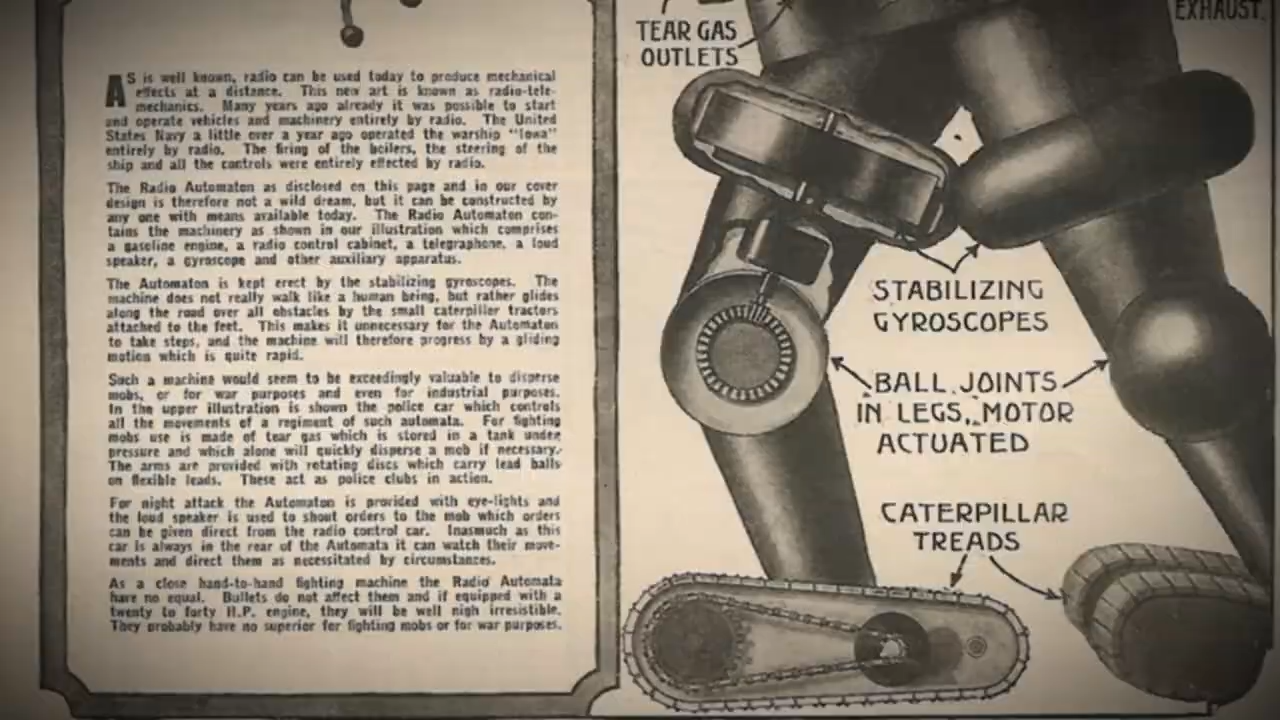 AS is well known, radio can be used today to produce mechanical
effects at a distance. This new art is known as radio-tele-
mechanics. Many years ago already it was possible to start
and operate vehicles and machinery entirely by radio. The United
States Navy a little over a year ago operated the warship "Iowa"
entirely by radio. The firing of the boilers, the steering of the
ship and all the controls were entirely effected by radio.
The Radio Automaton as disclosed on this page and in our cover
design is therefore not a wild dream, but it can be constructed by
any one with means available today. The Radio Automaton con-
tains the machinery as shown in our illustration which comprises
a gasoline engine, a radio control cabinet, a telegraphone, a loud
speaker, a gyroscope and other auxiliary apparatus.
The Automaton is kept erect by the stabilizing gyroscopes. The
machine does not really walk like a human being, but rather glides
along the road over all obstacles by the small caterpiller tractors
attached to the feet. This makes it unnecessary for the Automaton
to take steps, and the machine will therefore progress by a gliding
motion which is quite rapid.
Such a machine would seem to be exceedingly valuable to disperse
mobs, or for war purposes and even for industrial purposes.
In the upper illustration is shown the police car which controls
all the movements of a regiment of such automata. For fighting
mobs use is made of tear gas which is stored in a tank under
pressure and which alone will quickly disperse a mob if necessary.
The arms are provided with rotating discs which carry lead balls
on flexible leads. These act as police clubs in action.
For night attack the Automaton is provided with eye-lights and
the loud speaker is used to shout orders to the mob which orders
can be given direct from the radio control car. Inasmuch as this
car is always in the rear of the Automata it can watch their move-
ments and direct them as necessitated by circumstances.
As a close hand-to-hand fighting machine the Radio Automata
have no equal. Bullets do not affect them and if equipped with a
twenty to forty H.P. engine, they will be well nigh irresistible.
They probably have no superior for fighting mobs or for war purposes.
TEAR GAS
OUTLETS
EXHAUST.
STABILIZING
GYROSCOPES
BALL JOINTS
IN LEGS, MOTOR
ACTUATED
CATERPILLAR
TREADS